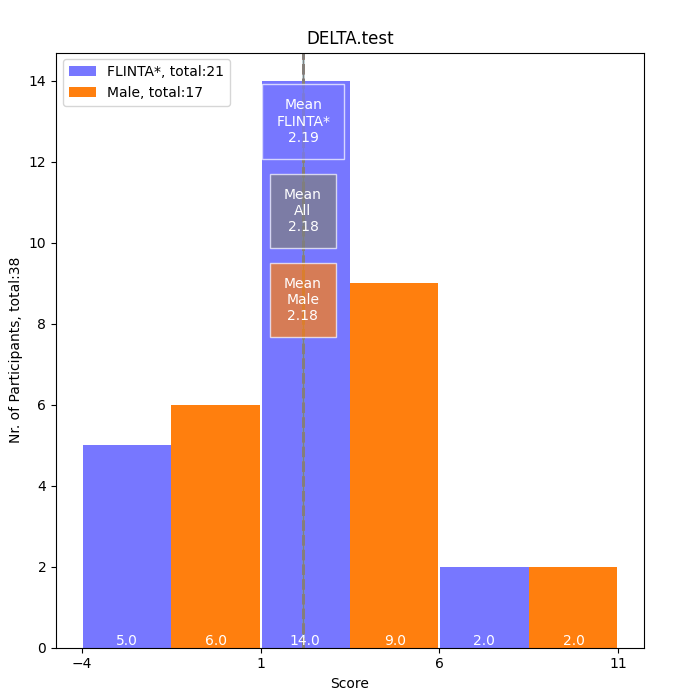 DELTA.test
FLINTA*, total:21
Male, total:17
Mean
FLINTA*
2.19
Mean
All
2.18
Mean
Male
2.18
Nr. of Participants, total:38
14
12
10
8
6
4
2
0
5.0
6.0
14.0
9.0
2.0
2.0
−4
1
6
11
Score